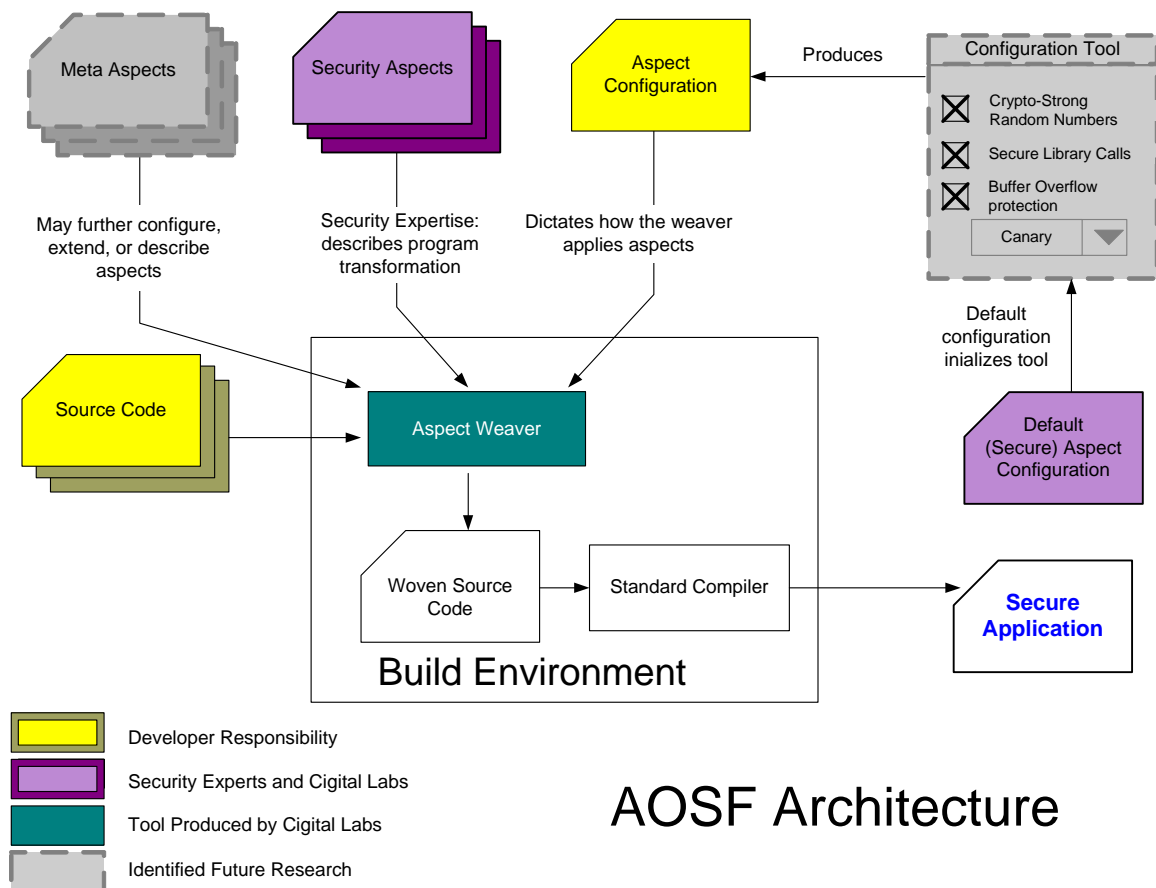 Meta Aspects
Security Aspects
Aspect
Configuration
Produces
Configuration Tool
Crypto-Strong
Random Numbers
Secure Library Calls
Buffer Overflow
protection
Canary
May further configure,
extend, or describe
aspects
Security Expertise:
describes program
transformation
Dictates how the weaver
applies aspects
Default
configuration
inializes tool
Source Code
Aspect Weaver
Default
(Secure) Aspect
Configuration
Woven Source
Code
Standard Compiler
Secure
Application
Build Environment
Developer Responsibility
Security Experts and Cigital Labs
Tool Produced by Cigital Labs
Identified Future Research
AOSF Architecture